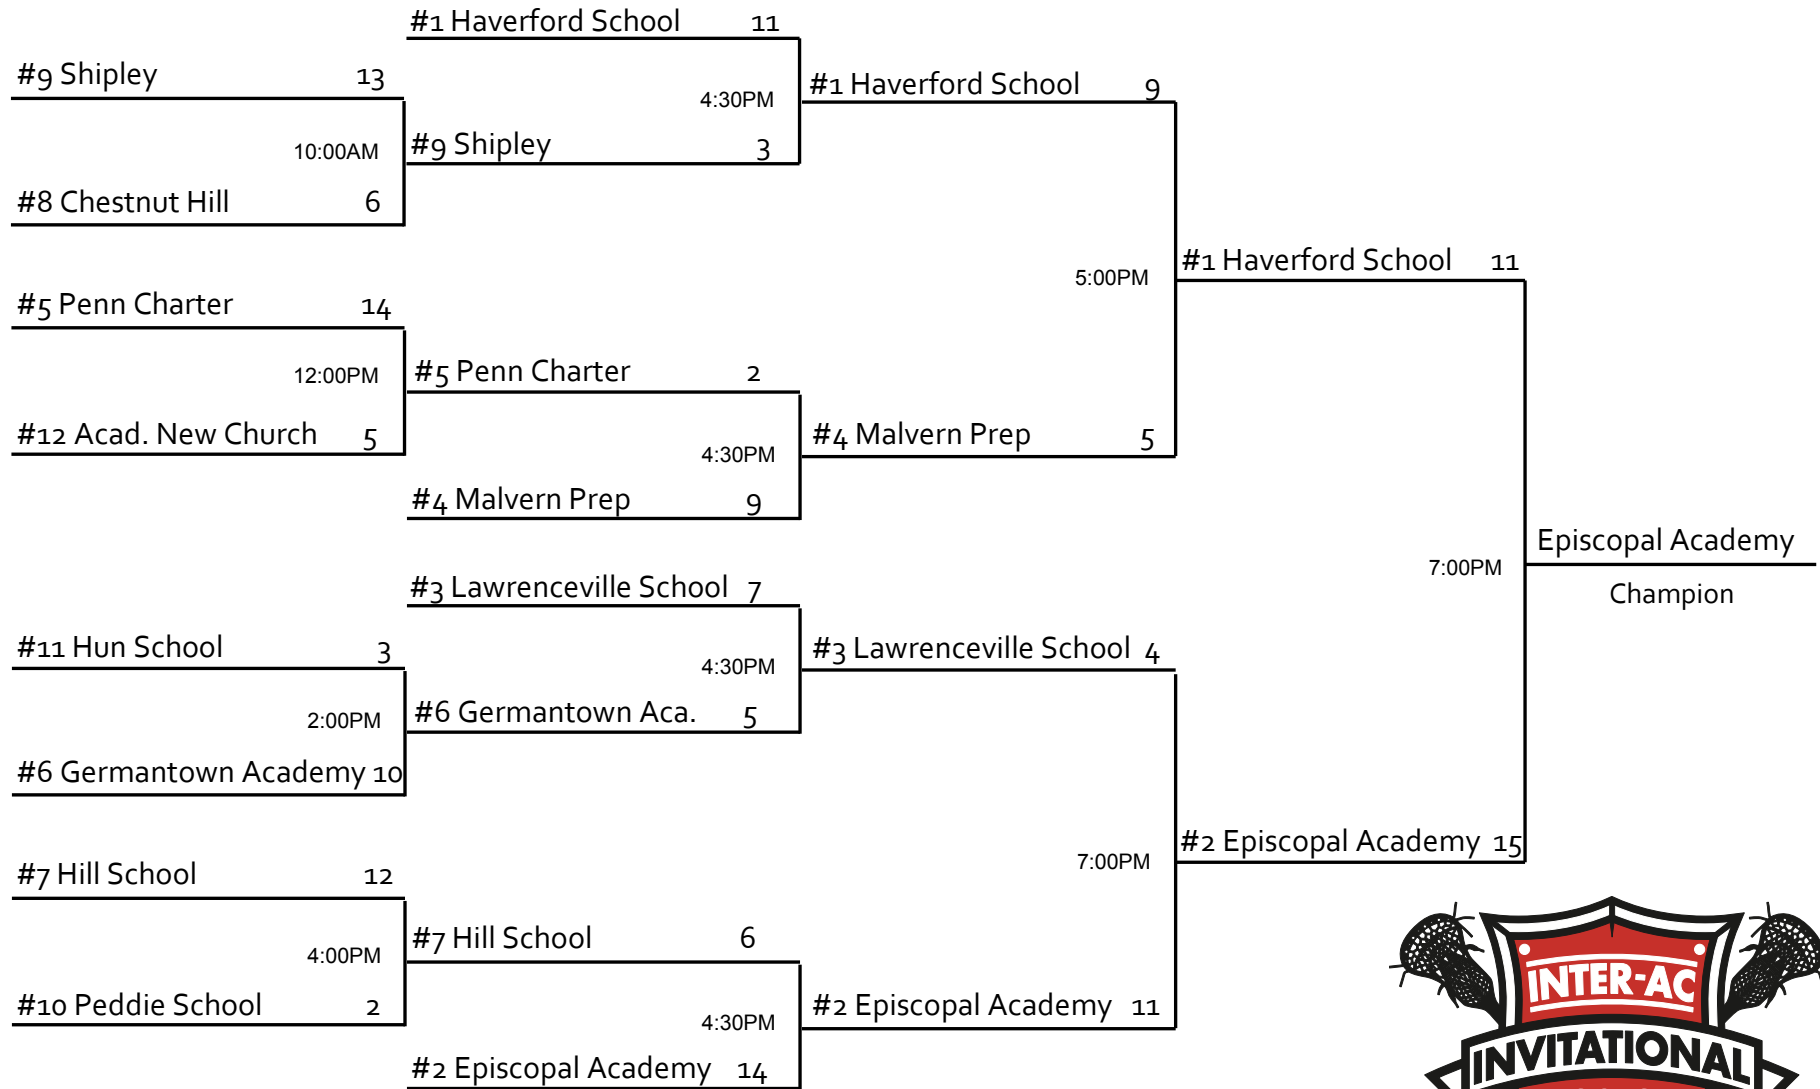 #1 Haverford School 11
#9 Shipley 13
#1 Haverford School 9
4:30PM
10:00AM
#9 Shipley 3
#8 Chestnut Hill 6
#1 Haverford School 11
5:00PM
#5 Penn Charter 14
#5 Penn Charter 2
12:00PM
#12 Acad. New Church 5
#4 Malvern Prep 5
4:30PM
#4 Malvern Prep 9
Episcopal Academy
7:00PM
Champion
#3 Lawrenceville School 7
#11 Hun School 3
#3 Lawrenceville School 4
4:30PM
2:00PM
#6 Germantown Aca. 5
#6 Germantown Academy 10
#2 Episcopal Academy 15
7:00PM
#7 Hill School 12
#7 Hill School 6
4:00PM
#10 Peddie School 2
#2 Episcopal Academy 11
4:30PM
#2 Episcopal Academy 14
INTER-AC
INVITATIONAL